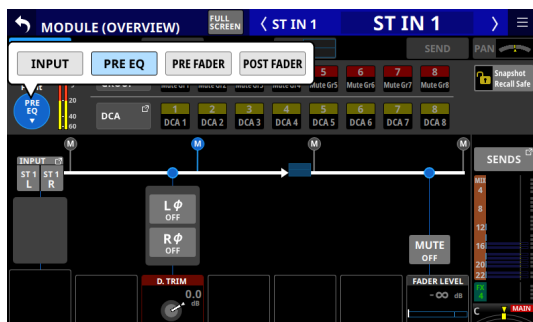 MODULE (OVERVIEW)
FULL
SCREEN
ST IN 1
ST IN 1
SEND
PAN
INPUT
PRE EQ
PRE FADER
POST FADER
5 6 7 8
Mute Gr5 Mute Gr6 Mute Gr7 Mute Gr8
Snapshot
Recall Safe
PRE
EQ
20
40
60
DCA
1 2 3 4 5 6 7 8
DCA 1 DCA 2 DCA 3 DCA 4 DCA 5 DCA 6 DCA 7 DCA 8
M M M M
INPUT
ST 1 ST 1
L R
SENDS
MIX
4
8
12
16
20
22
FX
4
L Φ
OFF
R Φ
OFF
MUTE
OFF
D. TRIM
0.0
dB
FADER LEVEL
-∞ dB
C
MAIN